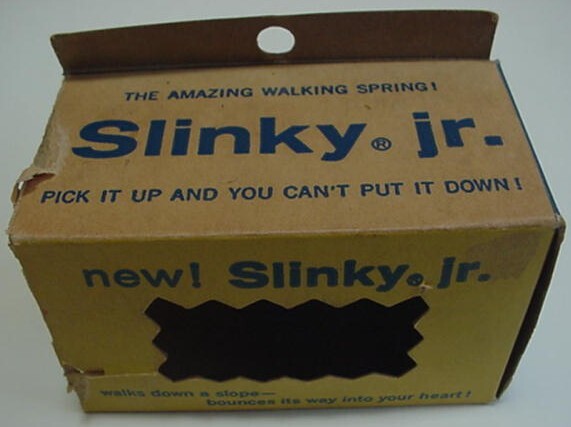 THE AMAZING WALKING SPRING!
Slinky® jr.
PICK IT UP AND YOU CAN'T PUT IT DOWN!
new! Slinky® jr.
walks down a slope—
bounces its way into your heart!